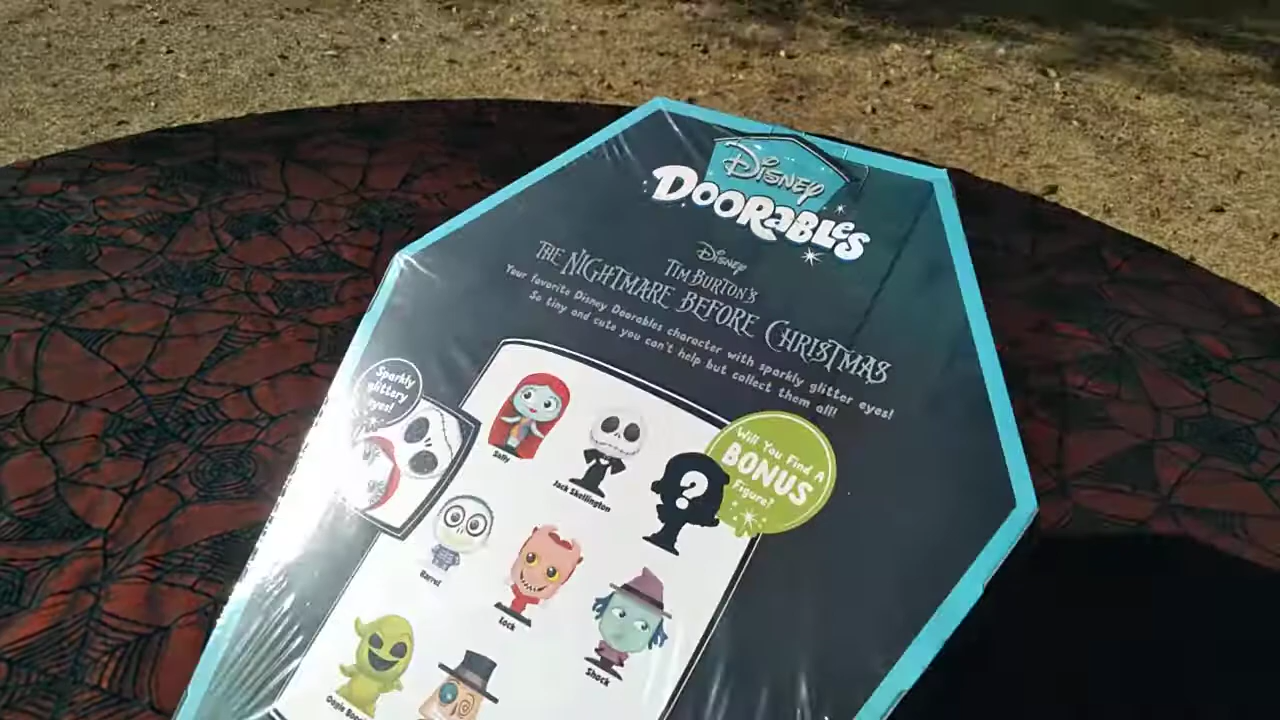 Disney
Doorables
Disney
Tim Burton's
The Nightmare Before Christmas
Your favorite Disney Doorables character with sparkly glitter eyes!
So tiny and cute you can't help but collect them all!
Sparkly
glittery
eyes!
Will You Find A
BONUS
Figure?
?
Sally
Jack Skellington
Barrel
Lock
Shock
Oogie